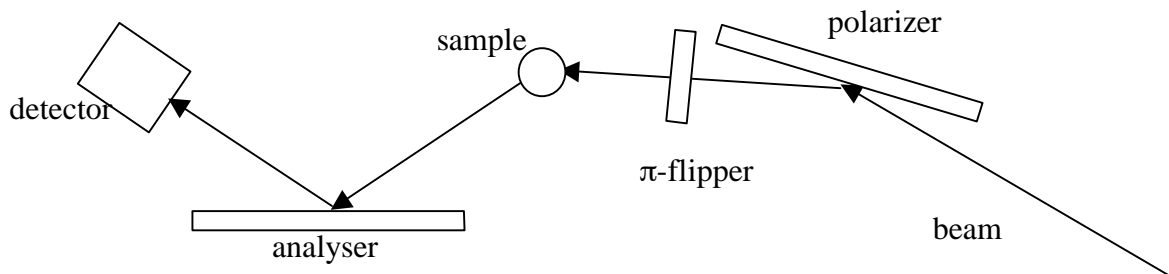 polarizer
sample
detector
π-flipper
beam
analyser